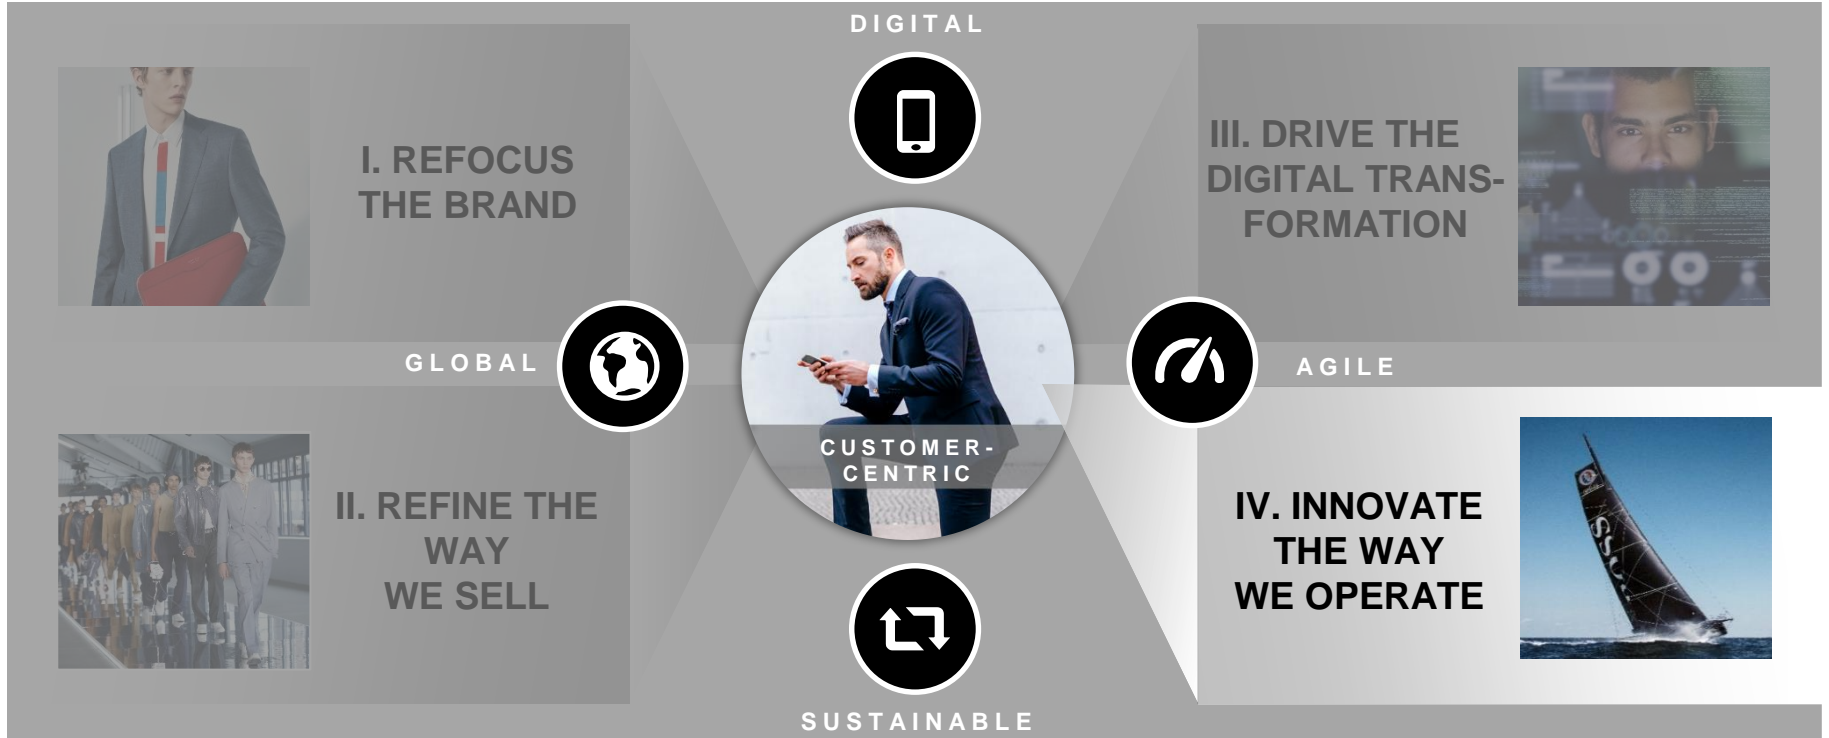 DIGITAL
I. REFOCUS
THE BRAND
III. DRIVE THE
DIGITAL TRANS-
FORMATION
GLOBAL
AGILE
CUSTOMER-
CENTRIC
II. REFINE THE
WAY
WE SELL
IV. INNOVATE
THE WAY
WE OPERATE
SUSTAINABLE